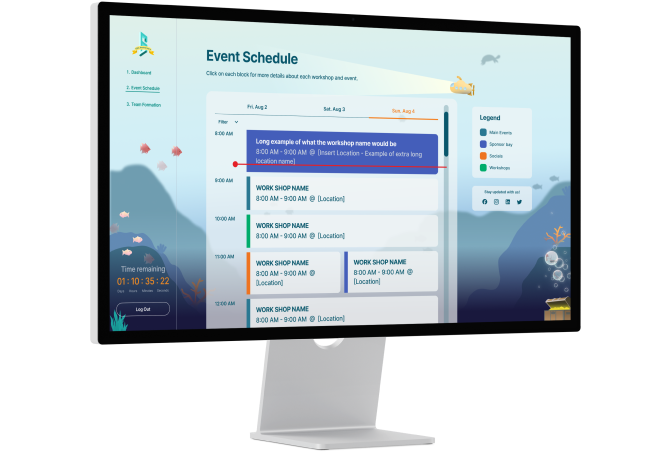 Event Schedule
Click on each block for more details about each workshop and event.
1. Dashboard
2. Event Schedule
3. Team Formation
Fri, Aug 2
Sat, Aug 3
Sun, Aug 4
Filter
8:00 AM
Long example of what the workshop name would be
8:00 AM - 9:00 AM @ [Insert Location - Example of extra long
location name]
9:00 AM
WORK SHOP NAME
8:00 AM - 9:00 AM @ [Location]
10:00 AM
WORK SHOP NAME
8:00 AM - 9:00 AM @ [Location]
11:00 AM
WORK SHOP NAME
8:00 AM - 9:00 AM @
[Location]
WORK SHOP NAME
8:00 AM - 9:00 AM @
[Location]
12:00 AM
WORK SHOP NAME
8:00 AM - 9:00 AM @ [Location]
Legend
Main Events
Sponsor Day
Socials
Workshops
Stay updated with us!
Time remaining
01 : 10 : 35 : 22
Days Hours Minutes Seconds
Log Out